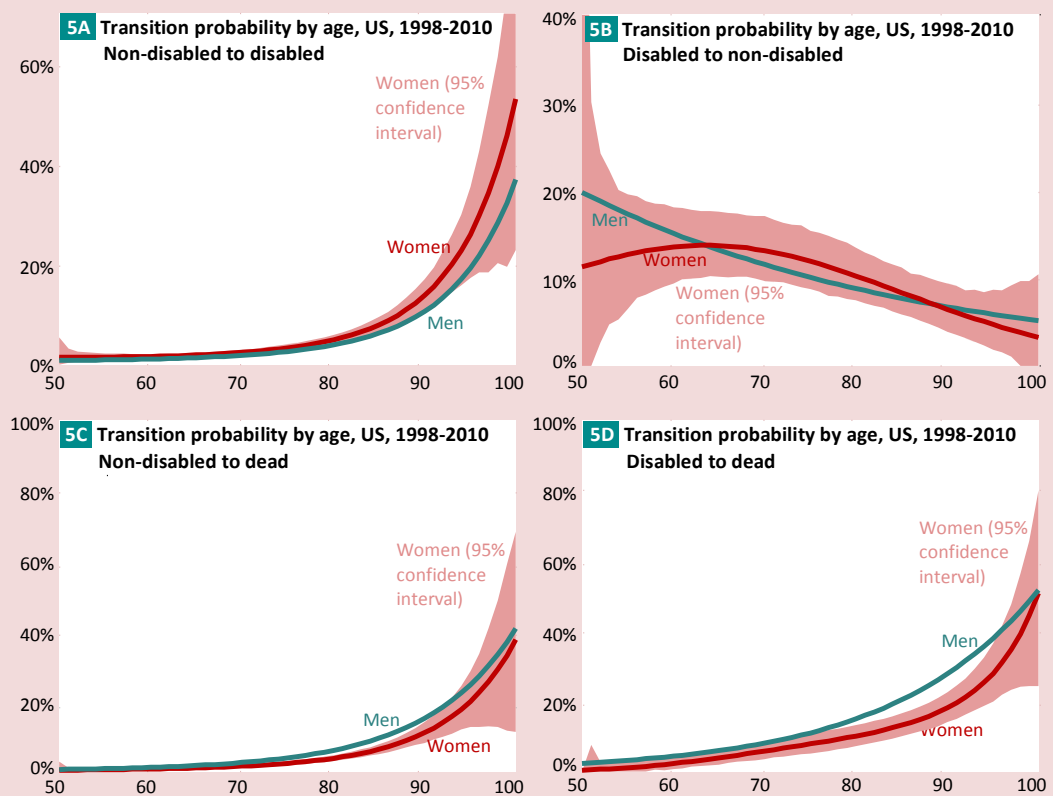 5A Transition probability by age, US, 1998-2010
Non-disabled to disabled
60%
40%
20%
0%
Women (95%
confidence
interval)
Women
Men
50 60 70 80 90 100
5B Transition probability by age, US, 1998-2010
Disabled to non-disabled
40%
30%
20%
10%
0%
Men
Women
Women (95%
confidence
interval)
50 60 70 80 90 100
5C Transition probability by age, US, 1998-2010
Non-disabled to dead
100%
80%
60%
40%
20%
0%
Women (95%
confidence
interval)
Men
Women
50 60 70 80 90 100
5D Transition probability by age, US, 1998-2010
Disabled to dead
100%
80%
60%
40%
20%
0%
Women (95%
confidence
interval)
Men
Women
50 60 70 80 90 100